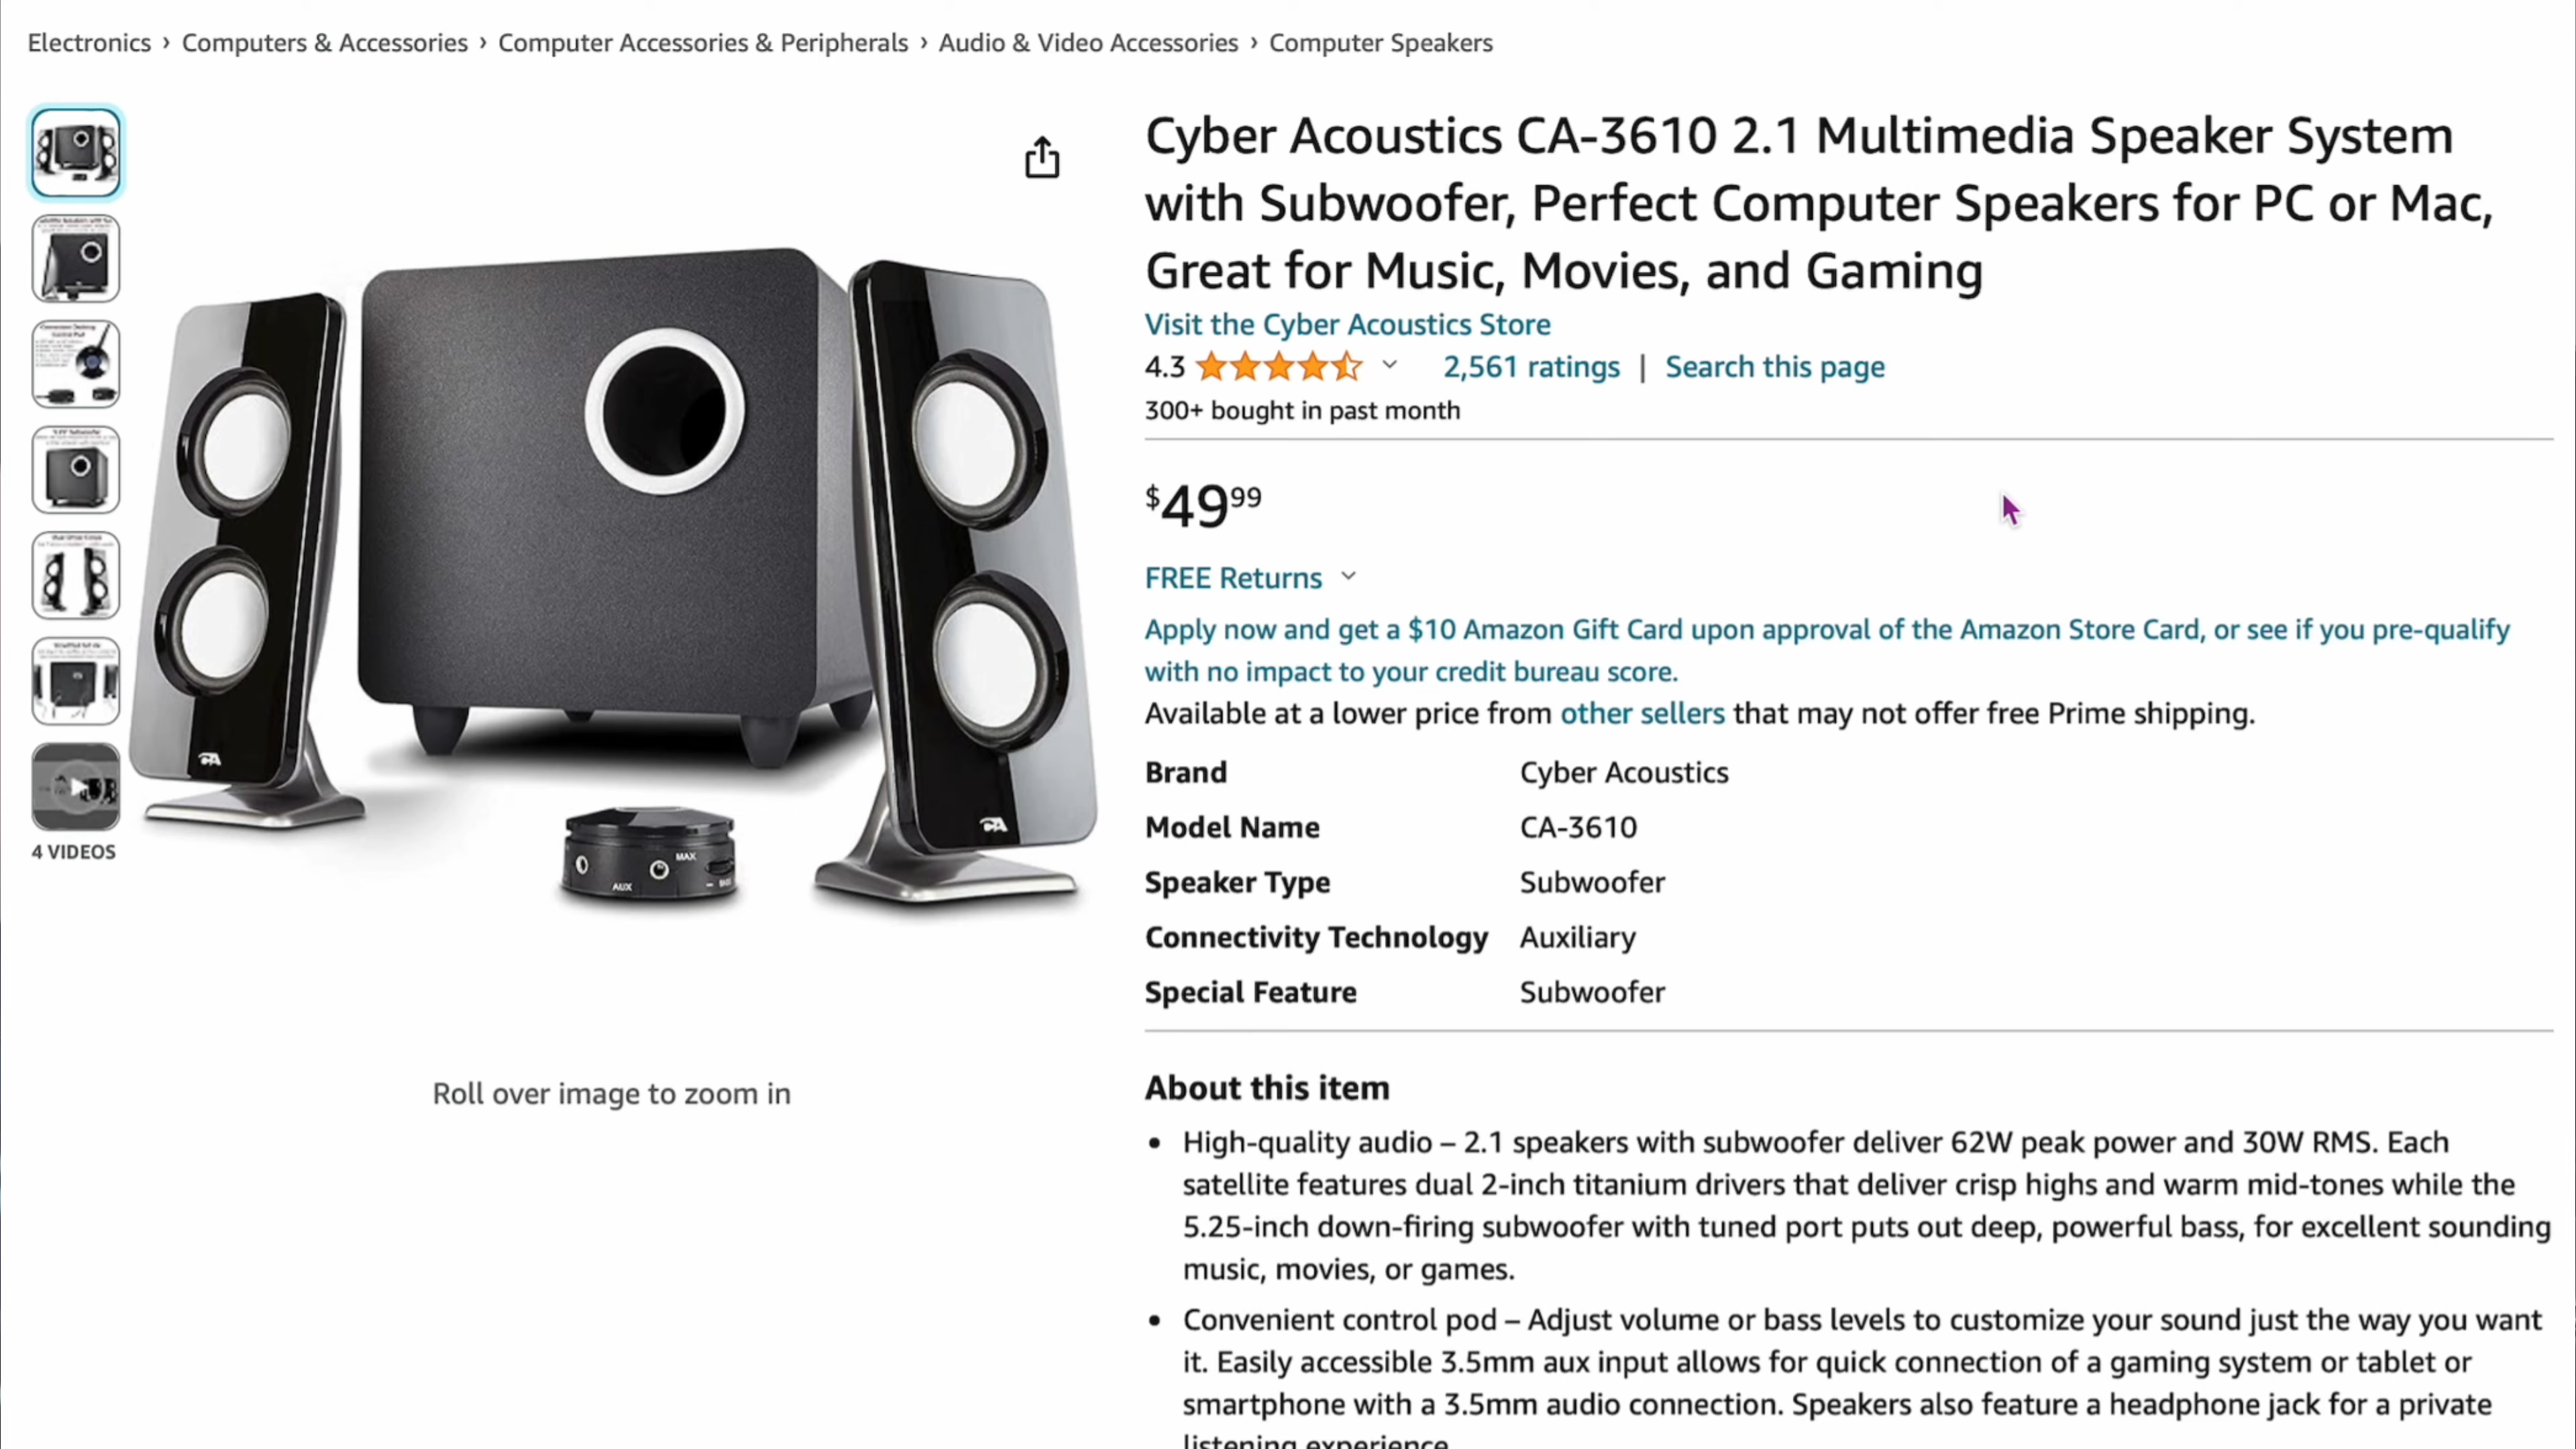 Electronics › Computers & Accessories › Computer Accessories & Peripherals › Audio & Video Accessories › Computer Speakers
Cyber Acoustics CA-3610 2.1 Multimedia Speaker System
with Subwoofer, Perfect Computer Speakers for PC or Mac,
Great for Music, Movies, and Gaming
Visit the Cyber Acoustics Store
4.3
2,561 ratings | Search this page
300+ bought in past month
$49 99
FREE Returns
Apply now and get a $10 Amazon Gift Card upon approval of the Amazon Store Card, or see if you pre-qualify
with no impact to your credit bureau score.
Available at a lower price from other sellers that may not offer free Prime shipping.
Brand Cyber Acoustics
Model Name CA-3610
Speaker Type Subwoofer
Connectivity Technology Auxiliary
Special Feature Subwoofer
4 VIDEOS
CA
CA
MAX
AUX
Roll over image to zoom in
About this item
• High-quality audio – 2.1 speakers with subwoofer deliver 62W peak power and 30W RMS. Each
satellite features dual 2-inch titanium drivers that deliver crisp highs and warm mid-tones while the
5.25-inch down-firing subwoofer with tuned port puts out deep, powerful bass, for excellent sounding
music, movies, or games.
• Convenient control pod – Adjust volume or bass levels to customize your sound just the way you want
it. Easily accessible 3.5mm aux input allows for quick connection of a gaming system or tablet or
smartphone with a 3.5mm audio connection. Speakers also feature a headphone jack for a private
listening experience.